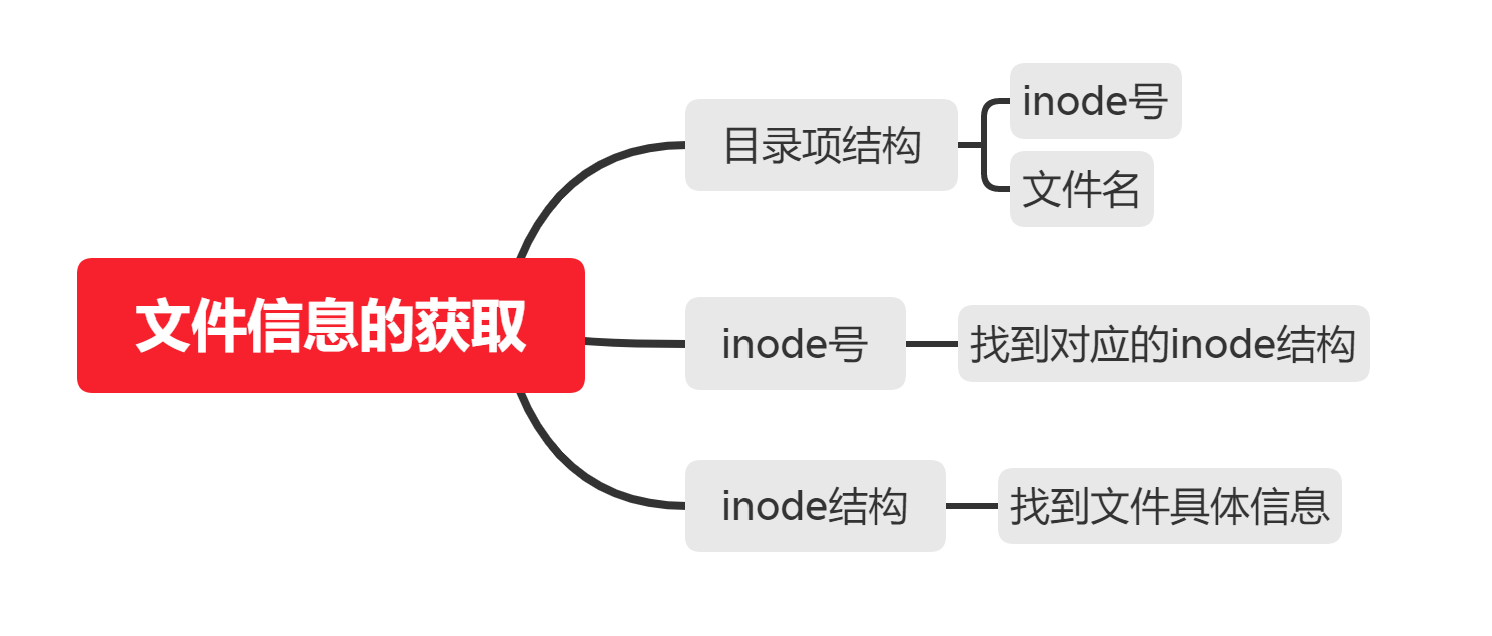 文件信息的获取
目录项结构
inode号
文件名
inode号
找到对应的inode结构
inode结构
找到文件具体信息